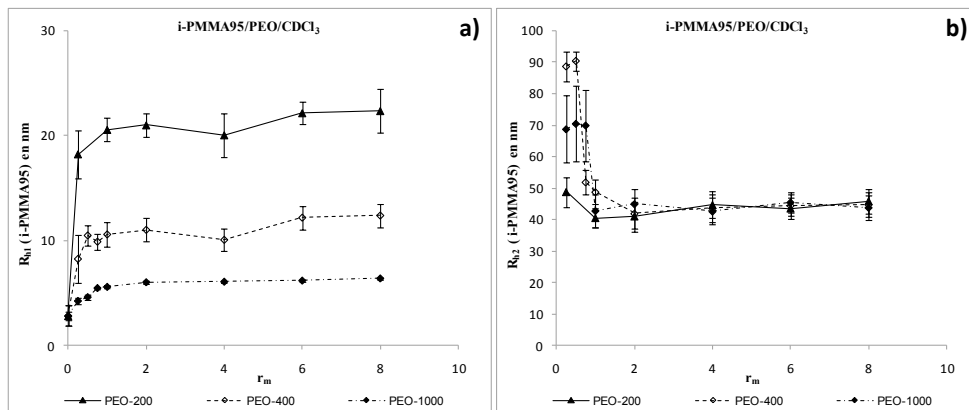 i-PMMA95/PEO/CDCl3
a)
Rh1 (i-PMMA95) en nm
30
20
10
0
0 2 4 6 8 10
rm
PEO-200 PEO-400 PEO-1000
i-PMMA95/PEO/CDCl3
b)
Rh2 (i-PMMA95) en nm
100
90
80
70
60
50
40
30
20
10
0
0 2 4 6 8 10
rm
PEO-200 PEO-400 PEO-1000